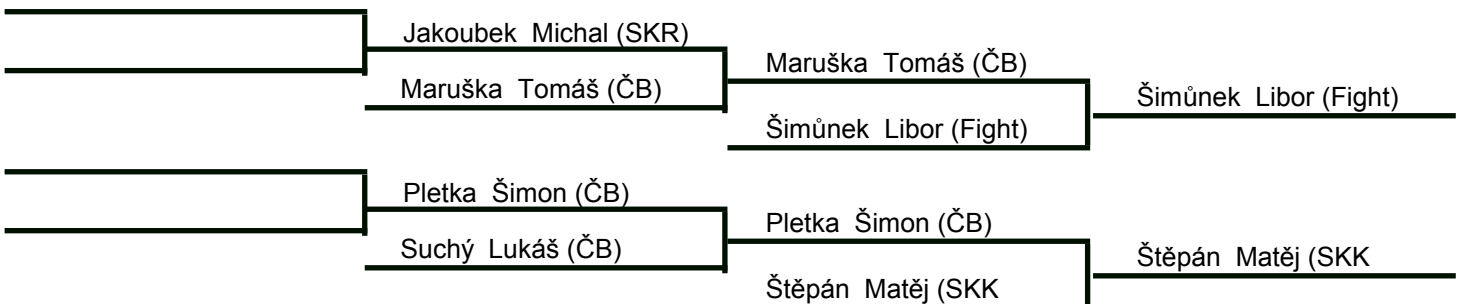 Jakoubek Michal (SKR)
Maruška Tomáš (ČB)
Maruška Tomáš (ČB)
Šimůnek Libor (Fight)
Šimůnek Libor (Fight)
Pletka Šimon (ČB)
Suchý Lukáš (ČB)
Pletka Šimon (ČB)
Štěpán Matěj (SKK
Štěpán Matěj (SKK